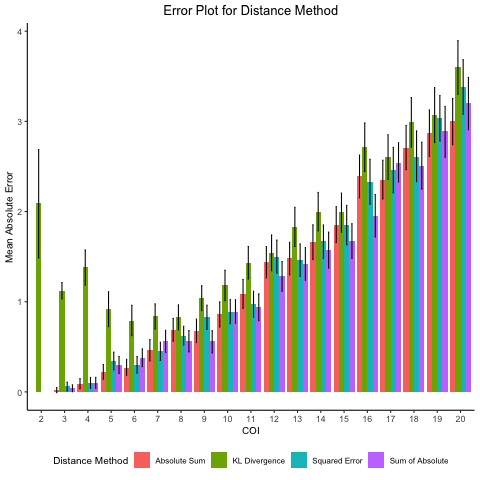 Error Plot for Distance Method
Mean Absolute Error
4
3
2
1
0
2 3 4 5 6 7 8 9 10 11 12 13 14 15 16 17 18 19 20
COI
Distance Method Absolute Sum KL Divergence Squared Error Sum of Absolute